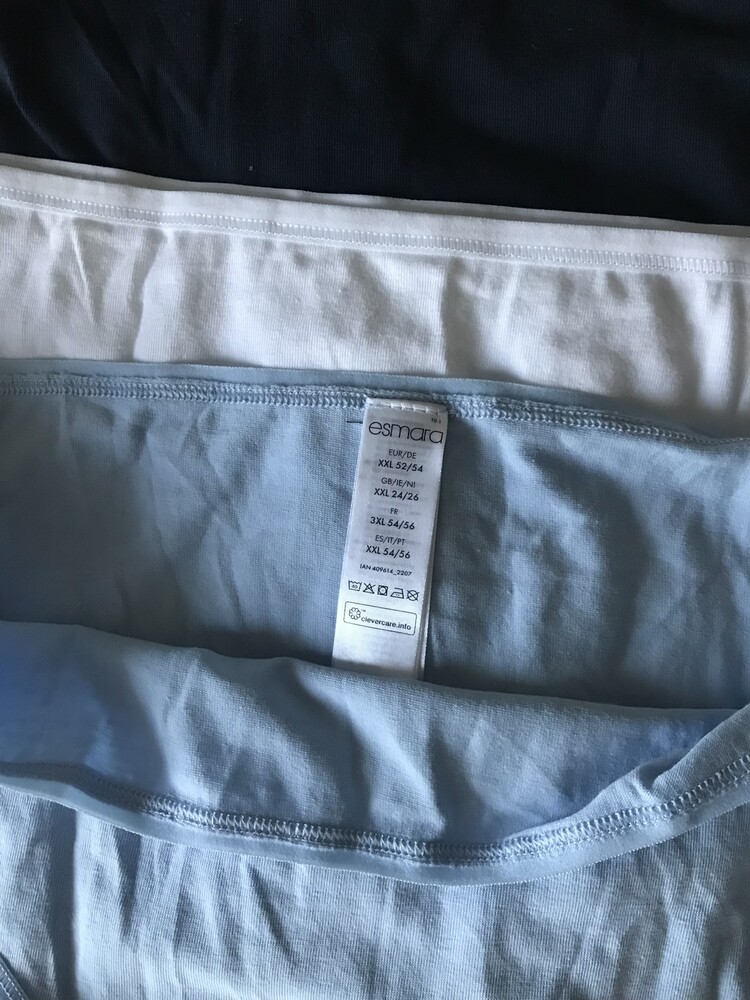 esmara
EUR/DE
XXL 52/54
GB/IE/NI
XXL 24/26
FR
3XL 54/56
ES/IT/PT
XXL 54/56
IAN 409614_2207
40
clevercare.info